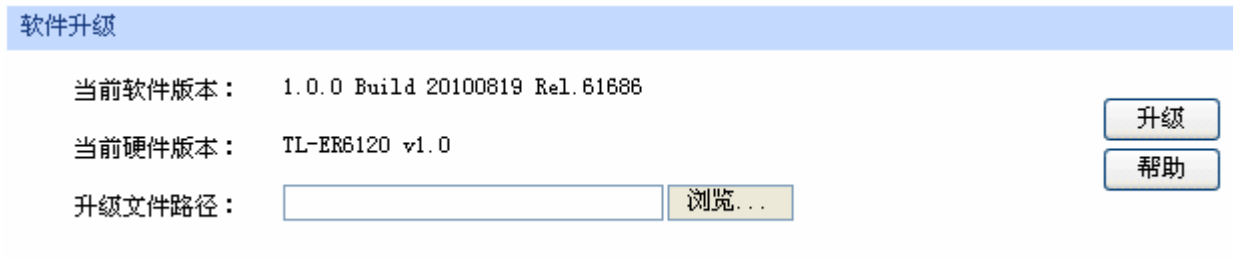 软件升级
当前软件版本： 1.0.0 Build 20100819 Rel.61686
当前硬件版本： TL-ER6120 v1.0
升级
帮助
升级文件路径： 浏览...